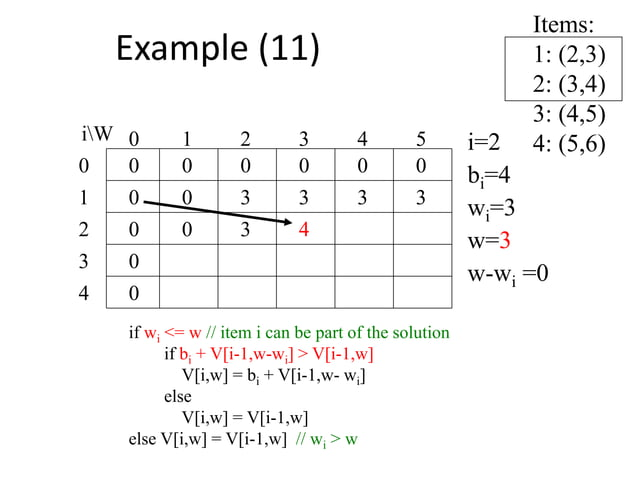 Example (11)
Items:
1: (2,3)
2: (3,4)
3: (4,5)
4: (5,6)
i\W 0 1 2 3 4 5
0 0 0 0 0 0 0
1 0 0 3 3 3 3
2 0 0 3 4
3 0
4 0
i=2
bi=4
wi=3
w=3
w-wi =0
if wi <= w // item i can be part of the solution
if bi + V[i-1,w-wi] > V[i-1,w]
V[i,w] = bi + V[i-1,w- wi]
else
V[i,w] = V[i-1,w]
else V[i,w] = V[i-1,w] // wi > w